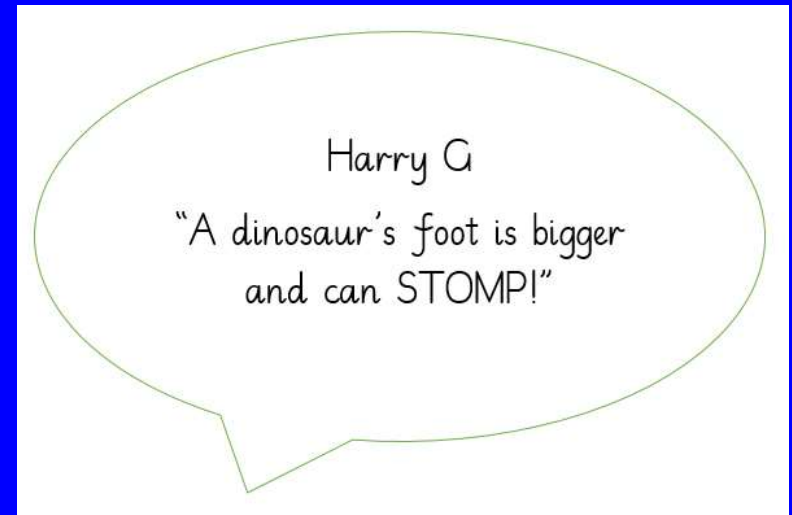 Harry G
“A dinosaur’s foot is bigger
and can STOMP!”